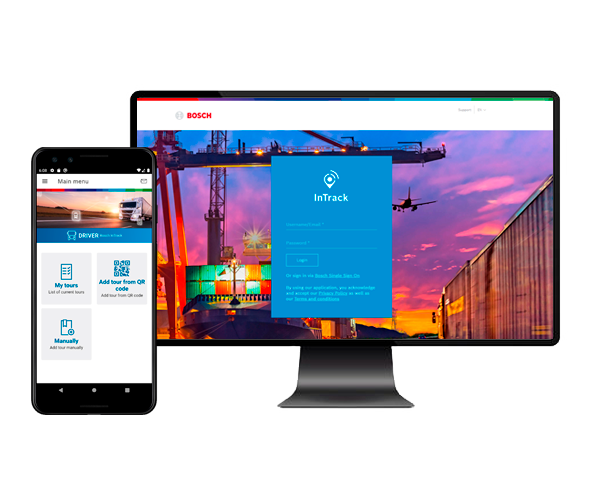 BOSCH
Support
EN
InTrack
Username/Email *
Password *
Login
Or sign in via Bosch Single Sign-On.
By using our application, you acknowledge
and accept our Privacy Policy as well as
our Terms and conditions.
Main menu
DRIVER Bosch InTrack
My tours
List of current tours
Add tour from QR
code
Add tour from QR code
Manually
Add tour manually